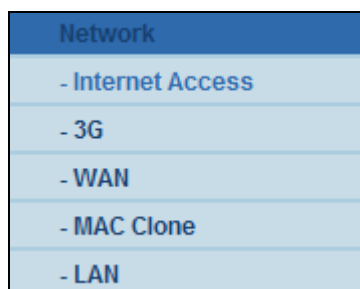 Network
- Internet Access
- 3G
- WAN
- MAC Clone
- LAN